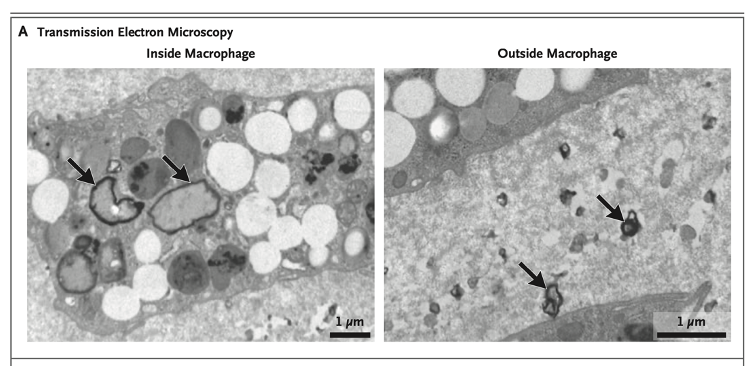 A Transmission Electron Microscopy
Inside Macrophage
Outside Macrophage
1 µm
1 µm